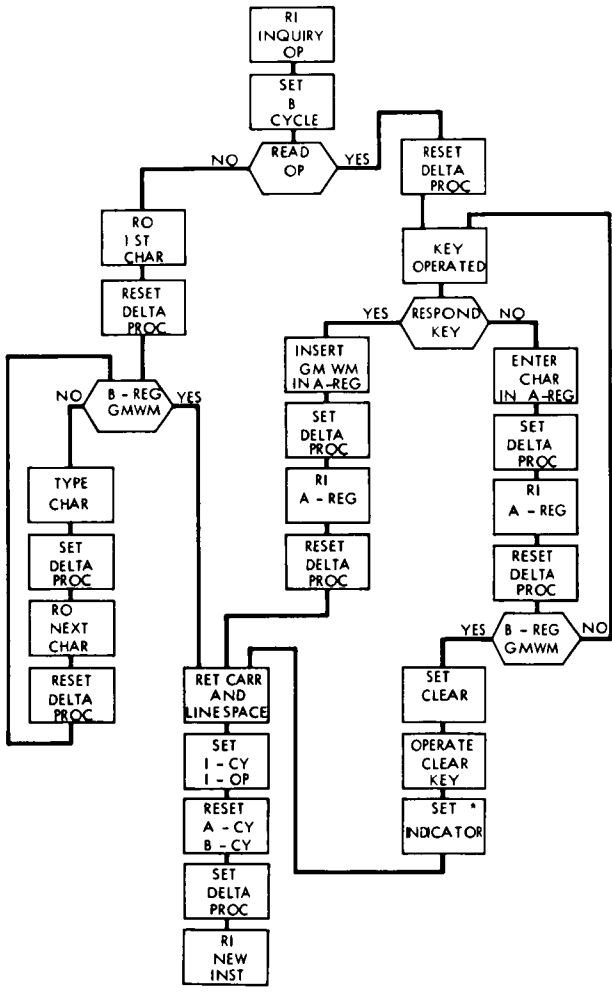 RI
INQUIRY
OP
SET
B
CYCLE
READ
OP
NO
YES
RESET
DELTA
PROC
RO
1 ST
CHAR
KEY
OPERATED
RESET
DELTA
PROC
RESPOND
KEY
YES
NO
INSERT
GM WM
IN A-REG
ENTER
CHAR
IN A-REG
B - REG
GMWM
NO
YES
SET
DELTA
PROC
SET
DELTA
PROC
TYPE
CHAR
RI
A - REG
RI
A - REG
SET
DELTA
PROC
RESET
DELTA
PROC
RESET
DELTA
PROC
RO
NEXT
CHAR
B - REG
GMWM
YES
NO
RESET
DELTA
PROC
RET CARR
AND
LINESPACE
SET
CLEAR
SET
I - CY
I - OP
OPERATE
CLEAR
KEY
RESET
A - CY
B - CY
SET *
INDICATOR
SET
DELTA
PROC
RI
NEW
INST